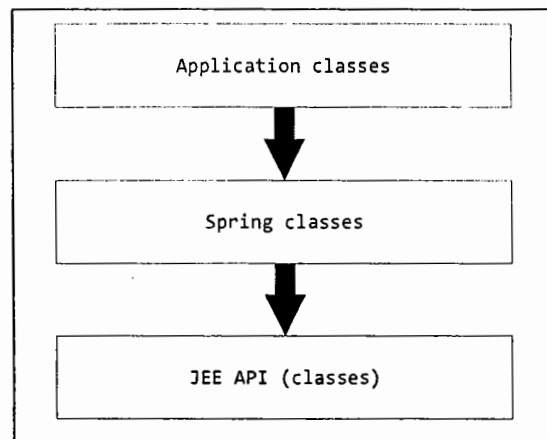 Application classes
Spring classes
JEE API (classes)